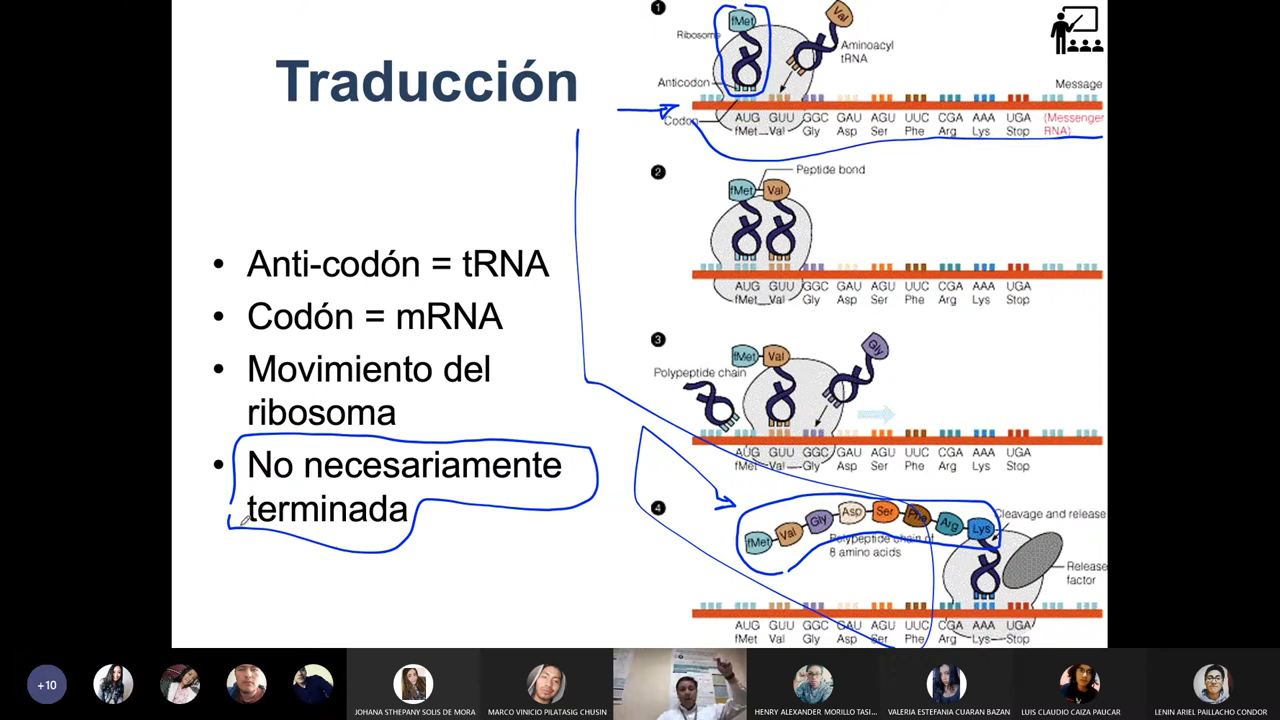 Traducción
• Anti-codón = tRNA
• Codón = mRNA
• Movimiento del
ribosoma
• No necesariamente
terminada
1
fMet
Val
Ribosome
Aminoacyl
tRNA
Anticodon
Message
Codon
AUG GUU GGC GAU AGU UUC CGA AAA UGA (Messenger
fMet Val Gly Asp Ser Phe Arg Lys Stop RNA)
2
Peptide bond
fMet Val
AUG GUU GGC GAU AGU UUC CGA AAA UGA
fMet Val Gly Asp Ser Phe Arg Lys Stop
3
fMet Val Gly
Polypeptide chain
AUG GUU GGC GAU AGU UUC CGA AAA UGA
fMet Val Gly Asp Ser Phe Arg Lys Stop
4
fMet Val Gly Asp Ser Phe Arg Lys
Cleavage and release
Polypeptide chain of
8 amino acids
Release
factor
AUG GUU GGC GAU AGU UUC CGA AAA UGA
fMet Val Gly Asp Ser Phe Arg Lys Stop
+10
JOHANA STHEPANY SOLIS DE MORA
MARCO VINICIO PILATASIG CHUSIN
HENRY ALEXANDER MORILLO TASI...
VALERIA ESTEFANIA CUARAN BAZAN
LUIS CLAUDIO CAIZA PAUCAR
LENIN ARIEL PAILLACHO CONDOR